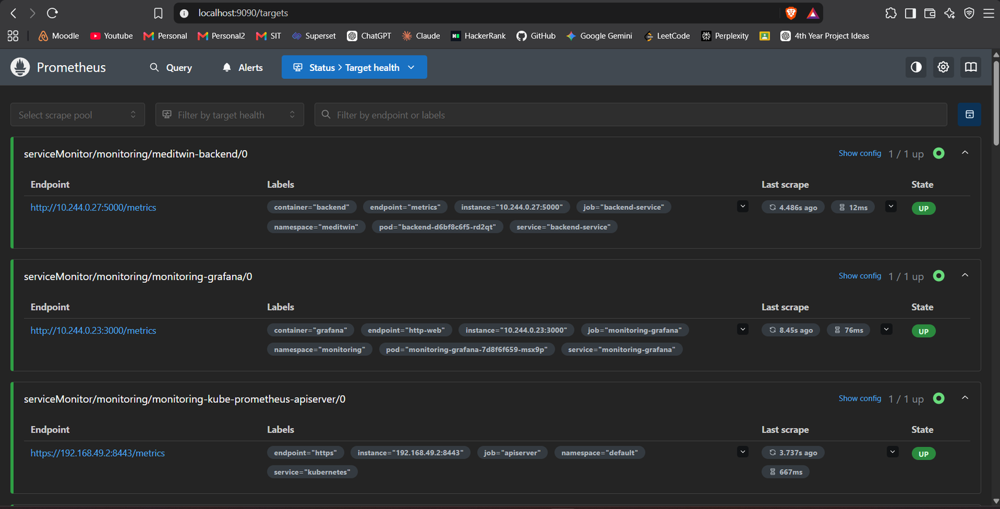 localhost:9090/targets
Moodle Youtube Personal Personal2 SIT Superset ChatGPT Claude HackerRank GitHub Google Gemini LeetCode Perplexity 4th Year Project Ideas
Prometheus Query Alerts Status > Target health
Select scrape pool Filter by target health Filter by endpoint or labels
serviceMonitor/monitoring/meditwin-backend/0 Show config 1 / 1 up
Endpoint Labels Last scrape State
http://10.244.0.27:5000/metrics container="backend" endpoint="metrics" instance="10.244.0.27:5000" job="backend-service" 4.486s ago 12ms UP
namespace="meditwin" pod="backend-d6bf8c6f5-rd2qt" service="backend-service"
serviceMonitor/monitoring/monitoring-grafana/0 Show config 1 / 1 up
Endpoint Labels Last scrape State
http://10.244.0.23:3000/metrics container="grafana" endpoint="http-web" instance="10.244.0.23:3000" job="monitoring-grafana" 8.45s ago 76ms UP
namespace="monitoring" pod="monitoring-grafana-7d8f6f659-msx9p" service="monitoring-grafana"
serviceMonitor/monitoring/monitoring-kube-prometheus-apiserver/0 Show config 1 / 1 up
Endpoint Labels Last scrape State
https://192.168.49.2:8443/metrics endpoint="https" instance="192.168.49.2:8443" job="apiserver" namespace="default" 3.737s ago UP
service="kubernetes" 667ms